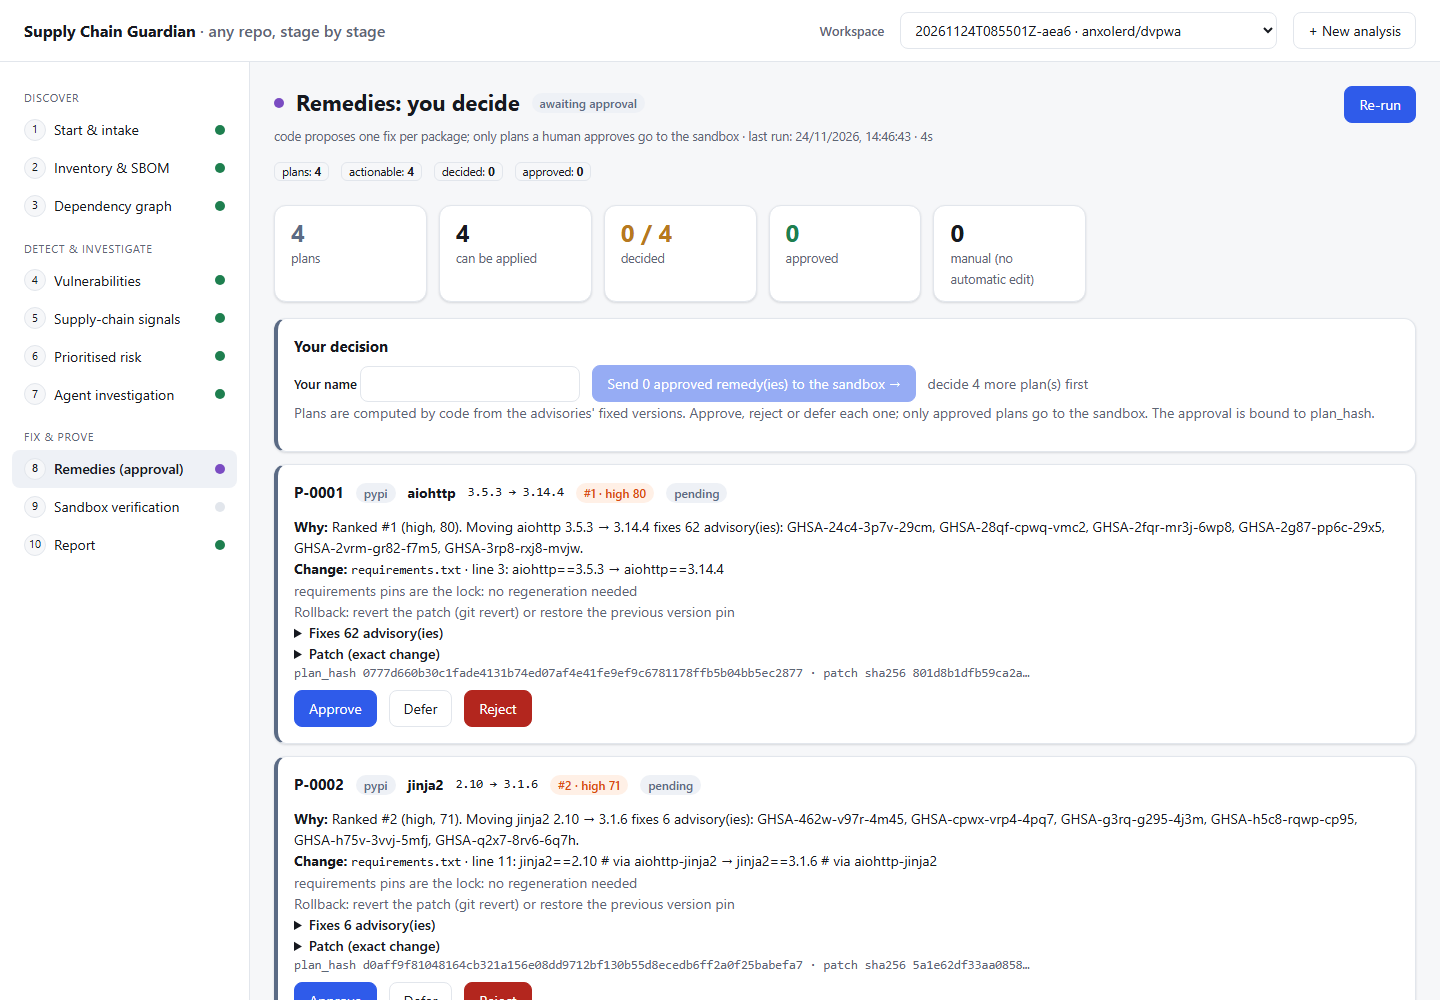 Supply Chain Guardian · any repo, stage by stage
Workspace
20261124T085501Z-aea6 · anxolerd/dvpwa
+ New analysis
DISCOVER
1 Start & intake
2 Inventory & SBOM
3 Dependency graph
DETECT & INVESTIGATE
4 Vulnerabilities
5 Supply-chain signals
6 Prioritised risk
7 Agent investigation
FIX & PROVE
8 Remedies (approval)
9 Sandbox verification
10 Report
Remedies: you decide awaiting approval
Re-run
code proposes one fix per package; only plans a human approves go to the sandbox · last run: 24/11/2026, 14:46:43 · 4s
plans: 4 actionable: 4 decided: 0 approved: 0
4
plans
4
can be applied
0 / 4
decided
0
approved
0
manual (no
automatic edit)
Your decision
Your name
Send 0 approved remedy(ies) to the sandbox →
decide 4 more plan(s) first
Plans are computed by code from the advisories' fixed versions. Approve, reject or defer each one; only approved plans go to the sandbox. The approval is bound to plan_hash.
P-0001 pypi aiohttp 3.5.3 → 3.14.4 #1 · high 80 pending
Why: Ranked #1 (high, 80). Moving aiohttp 3.5.3 → 3.14.4 fixes 62 advisory(ies): GHSA-24c4-3p7v-29cm, GHSA-28qf-cpwq-vmc2, GHSA-2fqr-mr3j-6wp8, GHSA-2g87-pp6c-29x5,
GHSA-2vrm-gr82-f7m5, GHSA-3rp8-rxj8-mvjw.
Change: requirements.txt · line 3: aiohttp==3.5.3 → aiohttp==3.14.4
requirements pins are the lock: no regeneration needed
Rollback: revert the patch (git revert) or restore the previous version pin
▶ Fixes 62 advisory(ies)
▶ Patch (exact change)
plan_hash 0777d660b30c1fade4131b74ed07af4e41fe9ef9c6781178ffb5b04bb5ec2877 · patch sha256 801d8b1dfb59ca2a…
Approve Defer Reject
P-0002 pypi jinja2 2.10 → 3.1.6 #2 · high 71 pending
Why: Ranked #2 (high, 71). Moving jinja2 2.10 → 3.1.6 fixes 6 advisory(ies): GHSA-462w-v97r-4m45, GHSA-cpwx-vrp4-4pq7, GHSA-g3rq-g295-4j3m, GHSA-h5c8-rqwp-cp95,
GHSA-h75v-3vvj-5mfj, GHSA-q2x7-8rv6-6q7h.
Change: requirements.txt · line 11: jinja2==2.10 # via aiohttp-jinja2 → jinja2==3.1.6 # via aiohttp-jinja2
requirements pins are the lock: no regeneration needed
Rollback: revert the patch (git revert) or restore the previous version pin
▶ Fixes 6 advisory(ies)
▶ Patch (exact change)
plan_hash d0aff9f81048164cb321a156e08dd9712bf130b55d8ecedb6ff2a0f25babefa7 · patch sha256 5a1e62df33aa0858…
Approve Defer Reject